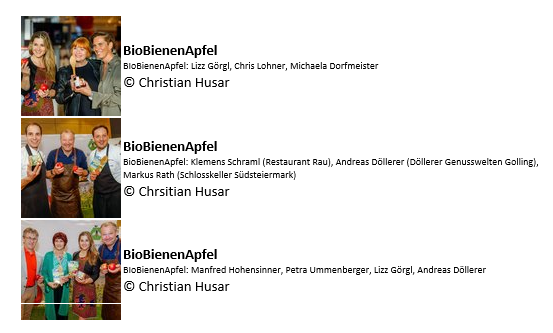 BioBienenApfel
BIoBienenApfel: Lizz Görgl, Chris Lohner, Michaela Dorfmeister
© Christian Husar
BioBienenApfel
BioBienenApfel: Klemens Schraml (Restaurant Rau), Andreas Döllerer (Döllerer Genusswelten Golling),
Markus Rath (Schlosskeller Südsteiermark)
© Chrsitian Husar
BioBienenApfel
BIoBienenApfel: Manfred Hohensinner, Petra Ummenberger, Lizz Görgl, Andreas Döllerer
© Christian Husar